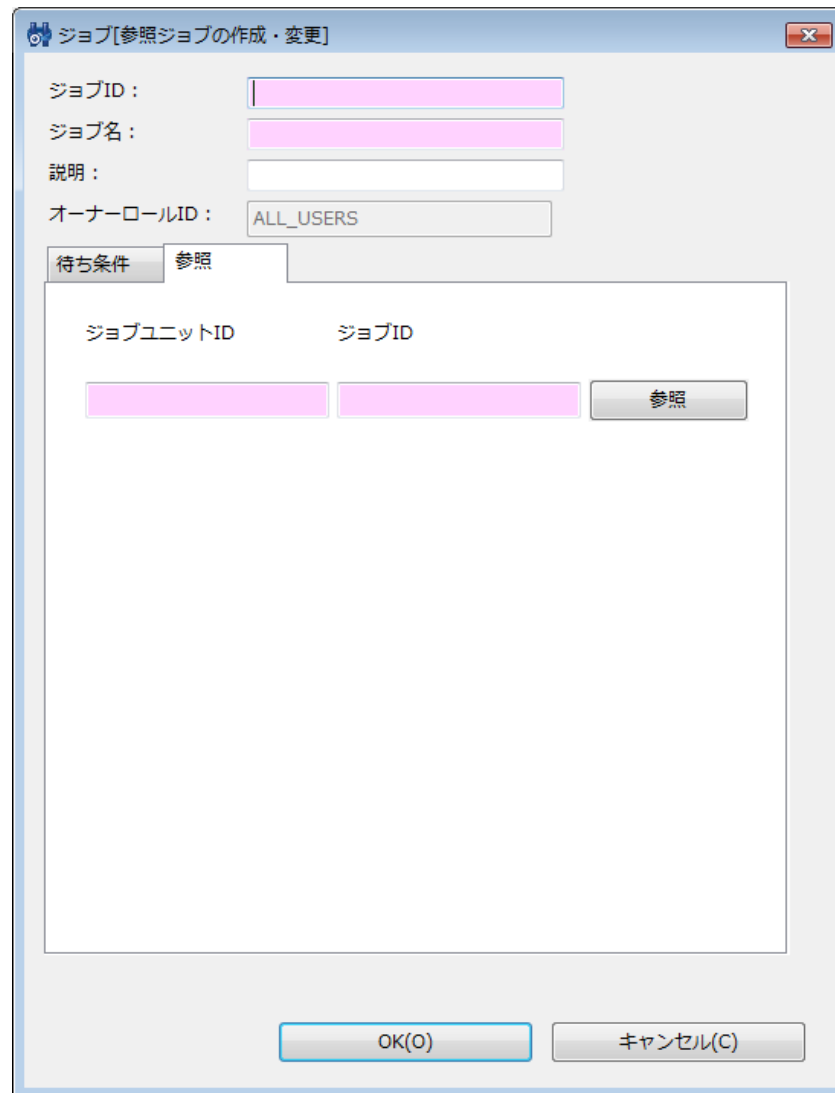 ジョブ[参照ジョブの作成・変更]
ジョブID：
ジョブ名：
説明：
オーナーロールID： ALL_USERS
待ち条件 参照
ジョブユニットID ジョブID
参照
OK(O) キャンセル(C)